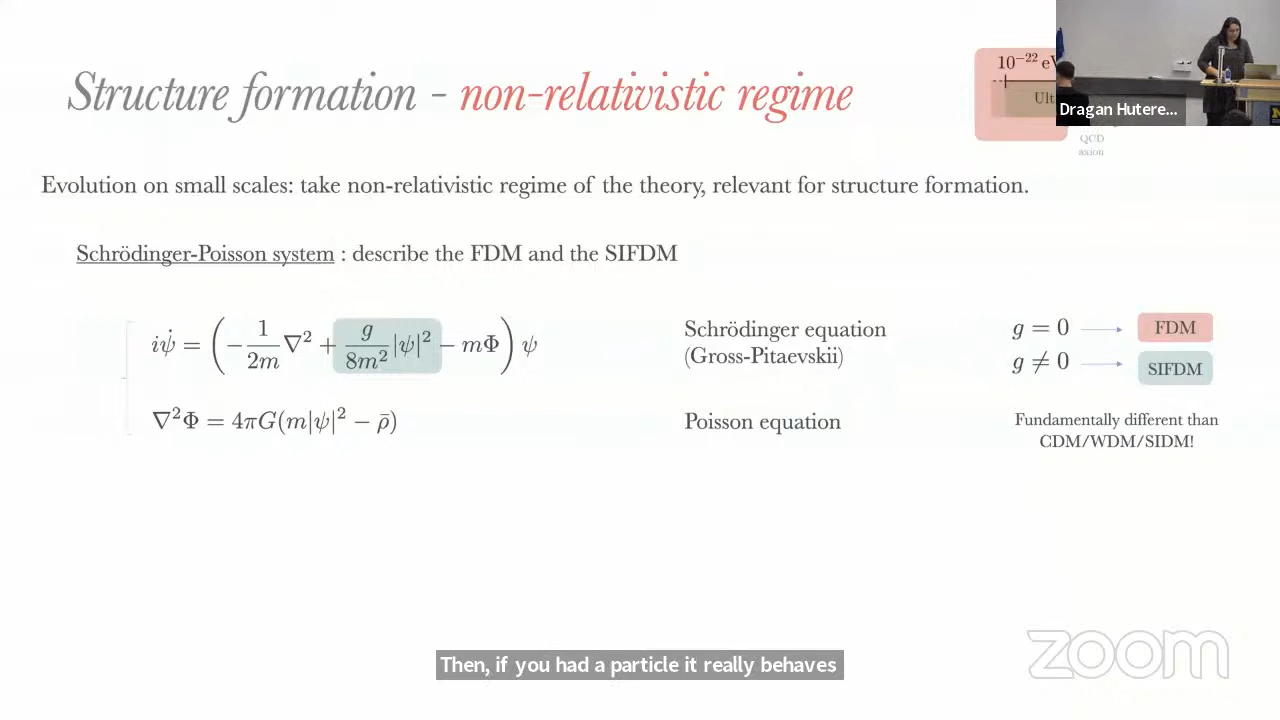 Structure formation - non-relativistic regime
10⁻²² eV
Dragan Hutere...
QCD
axion
Evolution on small scales: take non-relativistic regime of the theory, relevant for structure formation.
Schrödinger-Poisson system : describe the FDM and the SIFDM
iψ̇ = (−1/2m ∇² + g/8m² |ψ|² − mΦ) ψ
Schrödinger equation
(Gross-Pitaevskii)
g = 0 → FDM
g ≠ 0 → SIFDM
∇²Φ = 4πG(m|ψ|² − ρ̄)
Poisson equation
Fundamentally different than
CDM/WDM/SIDM!
Then, if you had a particle it really behaves
zoom